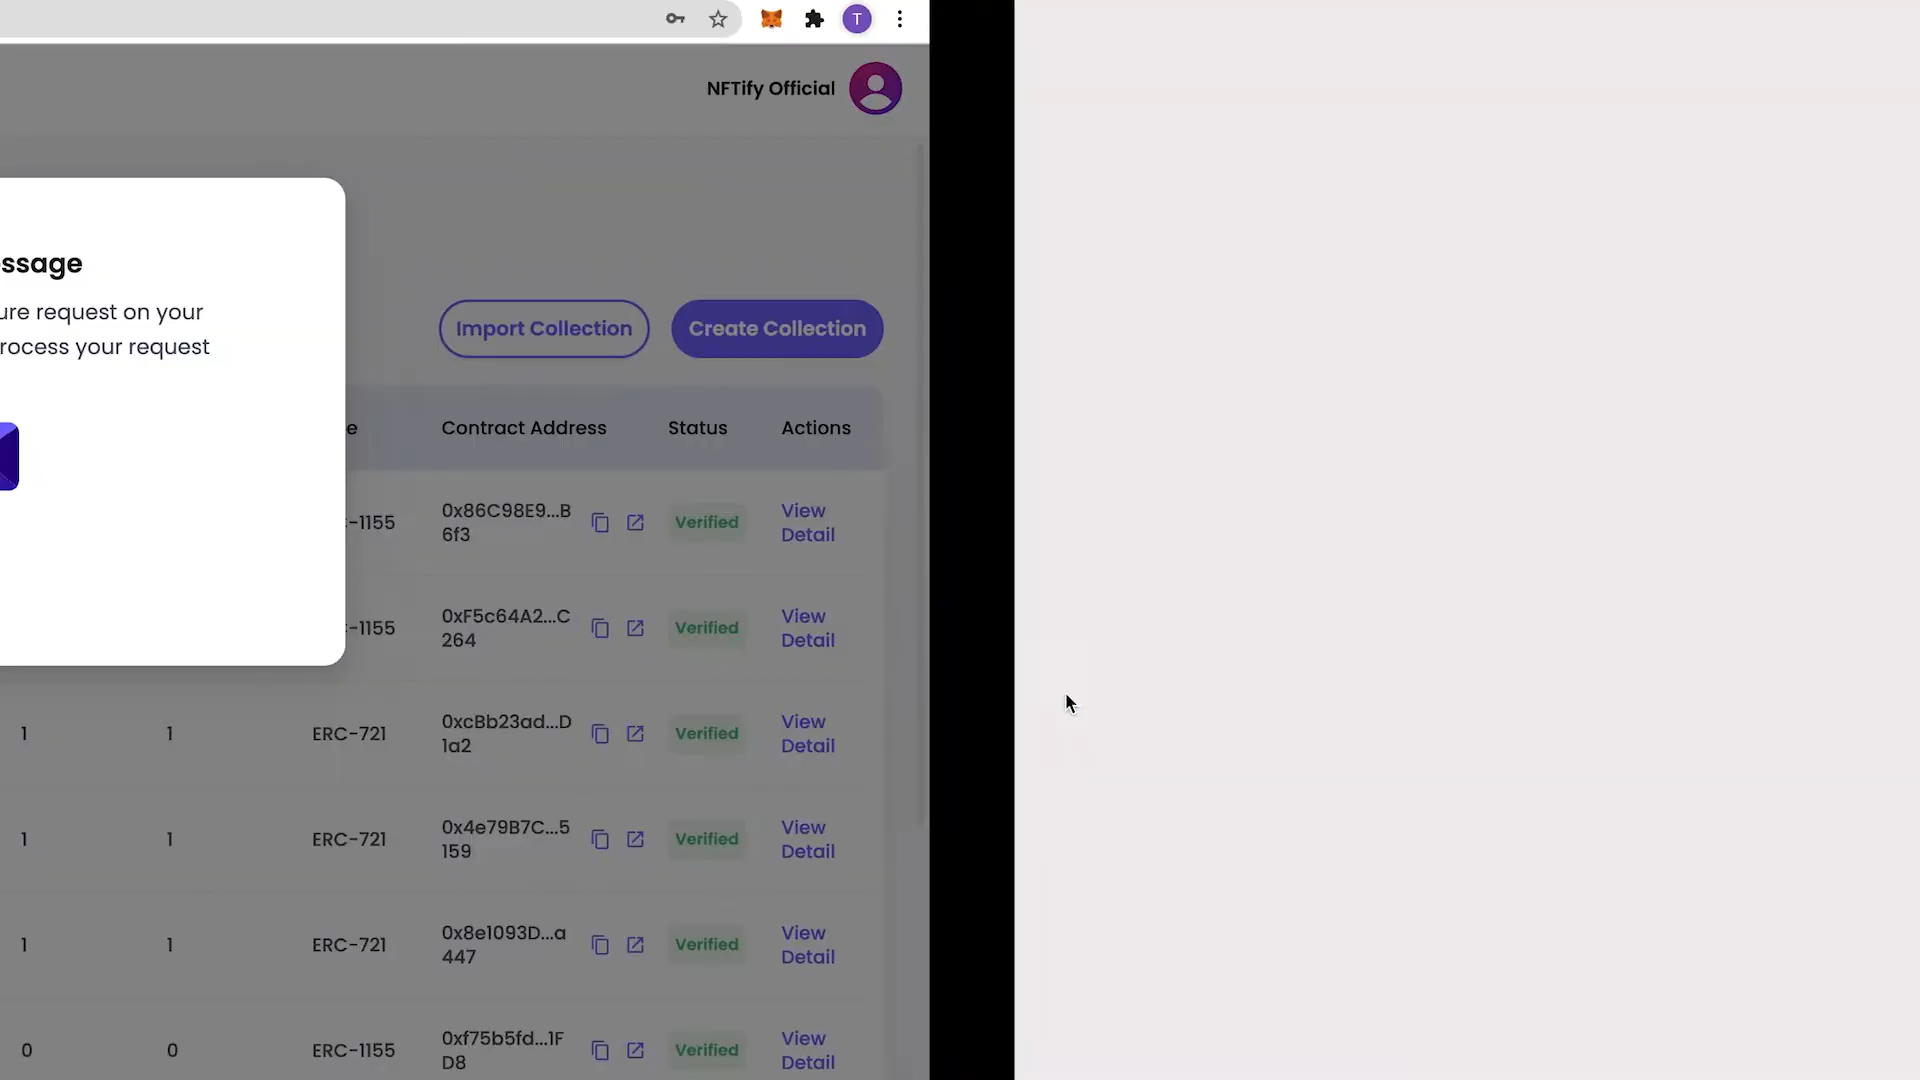 T
NFTify Official
ssage
ure request on your
rocess your request
Import Collection
Create Collection
e Contract Address Status Actions
-1155 0x86C98E9...B
6f3 Verified View
Detail
-1155 0xF5c64A2...C
264 Verified View
Detail
1 1 ERC-721 0xcBb23ad...D
1a2 Verified View
Detail
1 1 ERC-721 0x4e79B7C...5
159 Verified View
Detail
1 1 ERC-721 0x8e1093D...a
447 Verified View
Detail
0 0 ERC-1155 0xf75b5fd...1F
D8 Verified View
Detail